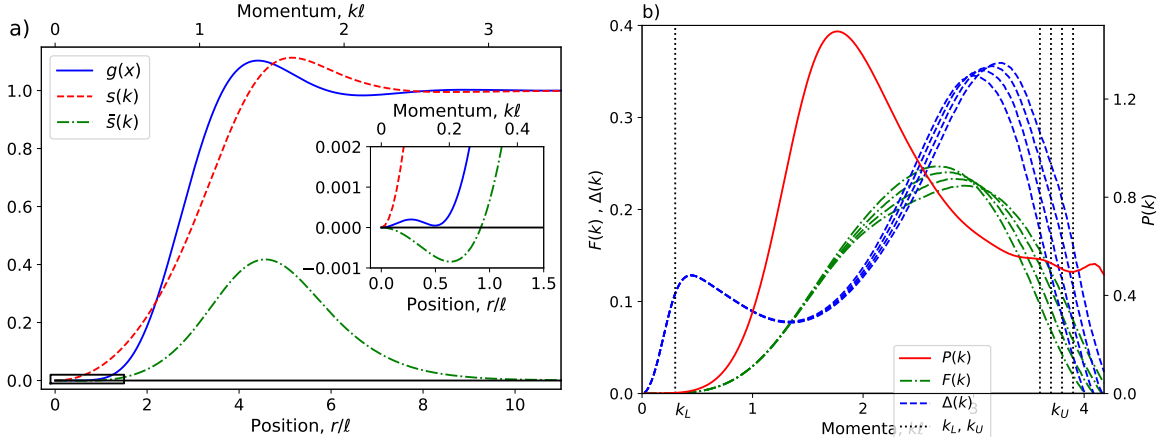 a)
Momentum, kℓ
0 1 2 3
g(x)
s(k)
s̄(k)
1.0
0.8
0.6
0.4
0.2
0.0
0 2 4 6 8 10
Position, r/ℓ
Momentum, kℓ
0.0 0.2 0.4
0.002
0.001
0.000
−0.001
0.0 0.5 1.0 1.5
Position, r/ℓ
b)
0.4
0.3
0.2
0.1
0.0
F(k) , Δ(k)
1.2
0.8
0.4
0.0
P(k)
0 1 2 3 4
k_L k_U
P(k)
F(k)
Δ(k)
k_L, k_U
Momenta, kℓ